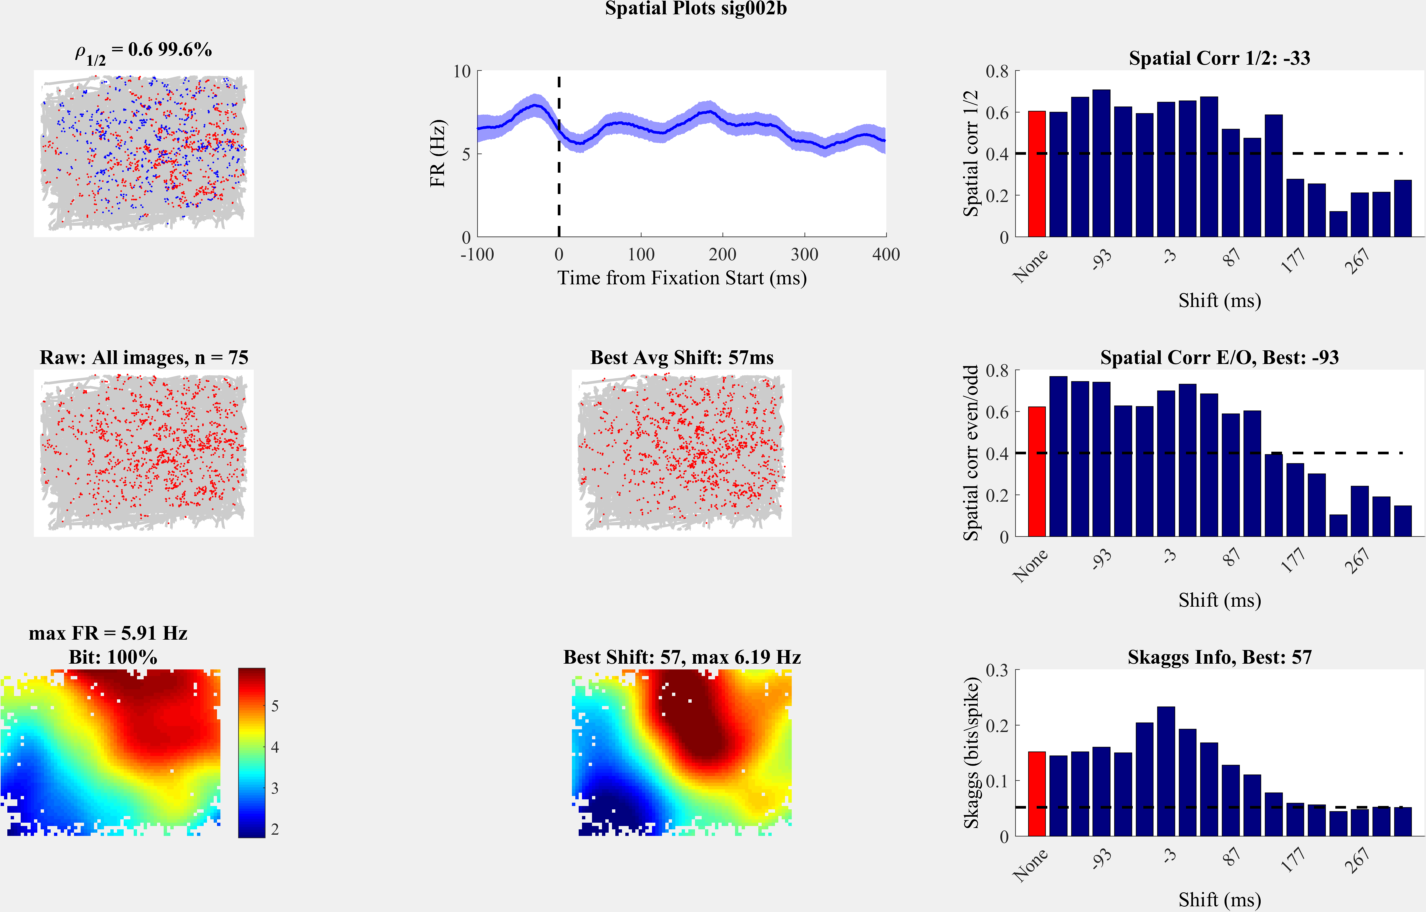 Spatial Plots sig002b
ρ1/2 = 0.6 99.6%
10
5
0
FR (Hz)
-100 0 100 200 300 400
Time from Fixation Start (ms)
Spatial Corr 1/2: -33
0.8
0.6
0.4
0.2
0
Spatial corr 1/2
None -93 -3 87 177 267
Shift (ms)
Raw: All images, n = 75
Best Avg Shift: 57ms
Spatial Corr E/O, Best: -93
0.8
0.6
0.4
0.2
0
Spatial corr even/odd
None -93 -3 87 177 267
Shift (ms)
max FR = 5.91 Hz
Bit: 100%
5
4
3
2
Best Shift: 57, max 6.19 Hz
Skaggs Info, Best: 57
0.3
0.2
0.1
0
Skaggs (bits\spike)
None -93 -3 87 177 267
Shift (ms)